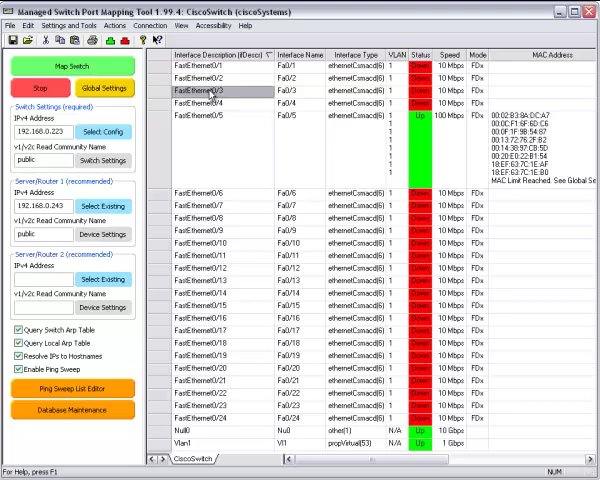 Managed Switch Port Mapping Tool 1.99.4: CiscoSwitch (ciscoSystems)
File Edit Settings and Tools Actions Connection View Accessibility Help
Map Switch
Stop Global Settings
Switch Settings (required)
IPv4 Address
192.168.0.223 Select Config
v1/v2c Read Community Name
public Switch Settings
Server/Router 1 (recommended)
IPv4 Address
192.168.0.243 Select Existing
v1/v2c Read Community Name
public Device Settings
Server/Router 2 (recommended)
IPv4 Address
Select Existing
v1/v2c Read Community Name
Device Settings
Query Switch Arp Table
Query Local Arp Table
Resolve IPs to Hostnames
Enable Ping Sweep
Ping Sweep List Editor
Database Maintenance
Interface Description (ifDescr) Interface Name Interface Type VLAN Status Speed Mode MAC Address
FastEthernet0/1 Fa0/1 ethernetCsmacd(6) 1 Down 10 Mbps FDx
FastEthernet0/2 Fa0/2 ethernetCsmacd(6) 1 Down 10 Mbps FDx
FastEthernet0/3 Fa0/3 ethernetCsmacd(6) 1 Down 10 Mbps FDx
FastEthernet0/4 Fa0/4 ethernetCsmacd(6) 1 Down 10 Mbps FDx
FastEthernet0/5 Fa0/5 ethernetCsmacd(6) 1 Up 100 Mbps FDx 00:02:B3:8A:DC:A7
1 00:0C:F1:6F:6D:C6
1 00:0F:1F:9B:54:87
1 00:13:72:76:2F:B2
1 00:14:38:97:CB:5D
1 00:20:E0:22:B1:54
1 18:EF:63:7C:1E:AF
1 18:EF:63:7C:1E:B0
MAC Limit Reached. See Global Se
FastEthernet0/6 Fa0/6 ethernetCsmacd(6) 1 Down 10 Mbps FDx
FastEthernet0/7 Fa0/7 ethernetCsmacd(6) 1 Down 10 Mbps FDx
FastEthernet0/8 Fa0/8 ethernetCsmacd(6) 1 Down 10 Mbps FDx
FastEthernet0/9 Fa0/9 ethernetCsmacd(6) 1 Down 10 Mbps FDx
FastEthernet0/10 Fa0/10 ethernetCsmacd(6) 1 Down 10 Mbps FDx
FastEthernet0/11 Fa0/11 ethernetCsmacd(6) 1 Down 10 Mbps FDx
FastEthernet0/12 Fa0/12 ethernetCsmacd(6) 1 Down 10 Mbps FDx
FastEthernet0/13 Fa0/13 ethernetCsmacd(6) 1 Down 10 Mbps FDx
FastEthernet0/14 Fa0/14 ethernetCsmacd(6) 1 Down 10 Mbps FDx
FastEthernet0/15 Fa0/15 ethernetCsmacd(6) 1 Down 10 Mbps FDx
FastEthernet0/16 Fa0/16 ethernetCsmacd(6) 1 Down 10 Mbps FDx
FastEthernet0/17 Fa0/17 ethernetCsmacd(6) 1 Down 10 Mbps FDx
FastEthernet0/18 Fa0/18 ethernetCsmacd(6) 1 Down 10 Mbps FDx
FastEthernet0/19 Fa0/19 ethernetCsmacd(6) 1 Down 10 Mbps FDx
FastEthernet0/20 Fa0/20 ethernetCsmacd(6) 1 Down 10 Mbps FDx
FastEthernet0/21 Fa0/21 ethernetCsmacd(6) 1 Down 10 Mbps FDx
FastEthernet0/22 Fa0/22 ethernetCsmacd(6) 1 Down 10 Mbps FDx
FastEthernet0/23 Fa0/23 ethernetCsmacd(6) 1 Down 10 Mbps FDx
FastEthernet0/24 Fa0/24 ethernetCsmacd(6) 1 Down 10 Mbps FDx
Null0 Nu0 other(1) N/A Up 10 Gbps
Vlan1 Vl1 propVirtual(53) N/A Up 1 Gbps
CiscoSwitch
For Help, press F1 NUM